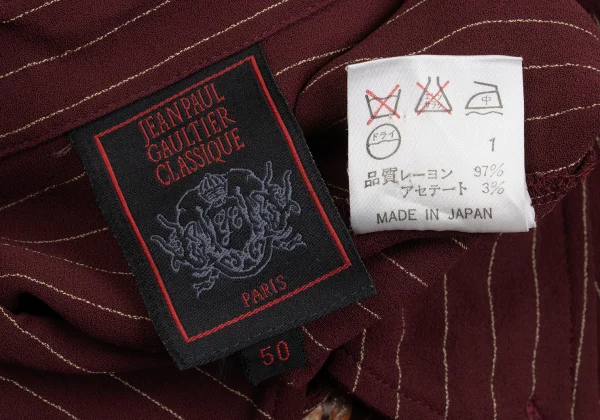 JEAN PAUL
GAULTIER
CLASSIQUE
PARIS
50
中
ドライ
1
品質 レーヨン 97%
アセテート 3%
MADE IN JAPAN